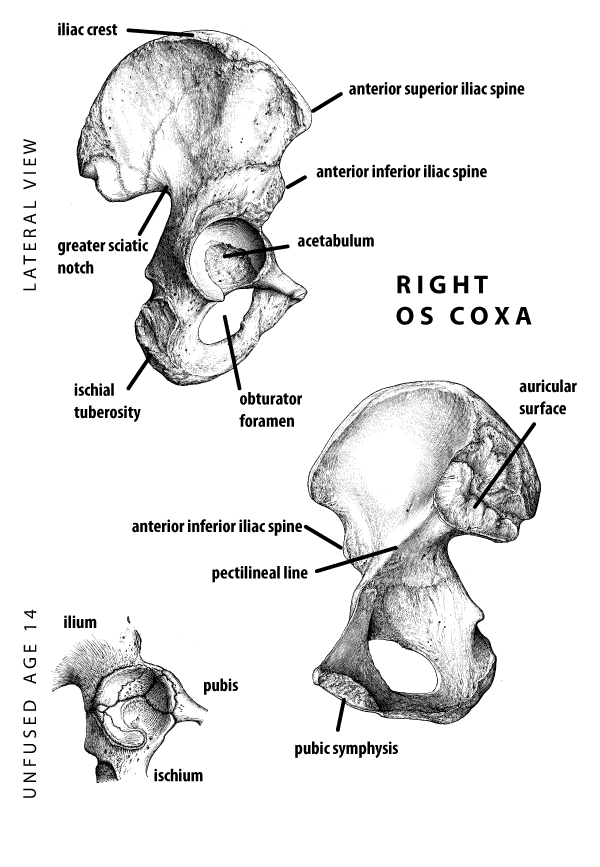 iliac crest
anterior superior iliac spine
anterior inferior iliac spine
LATERAL VIEW
greater sciatic
notch
acetabulum
RIGHT
OS COXA
ischial
tuberosity
obturator
foramen
auricular
surface
anterior inferior iliac spine
pectilineal line
UNFUSED AGE 14
ilium
pubis
ischium
pubic symphysis